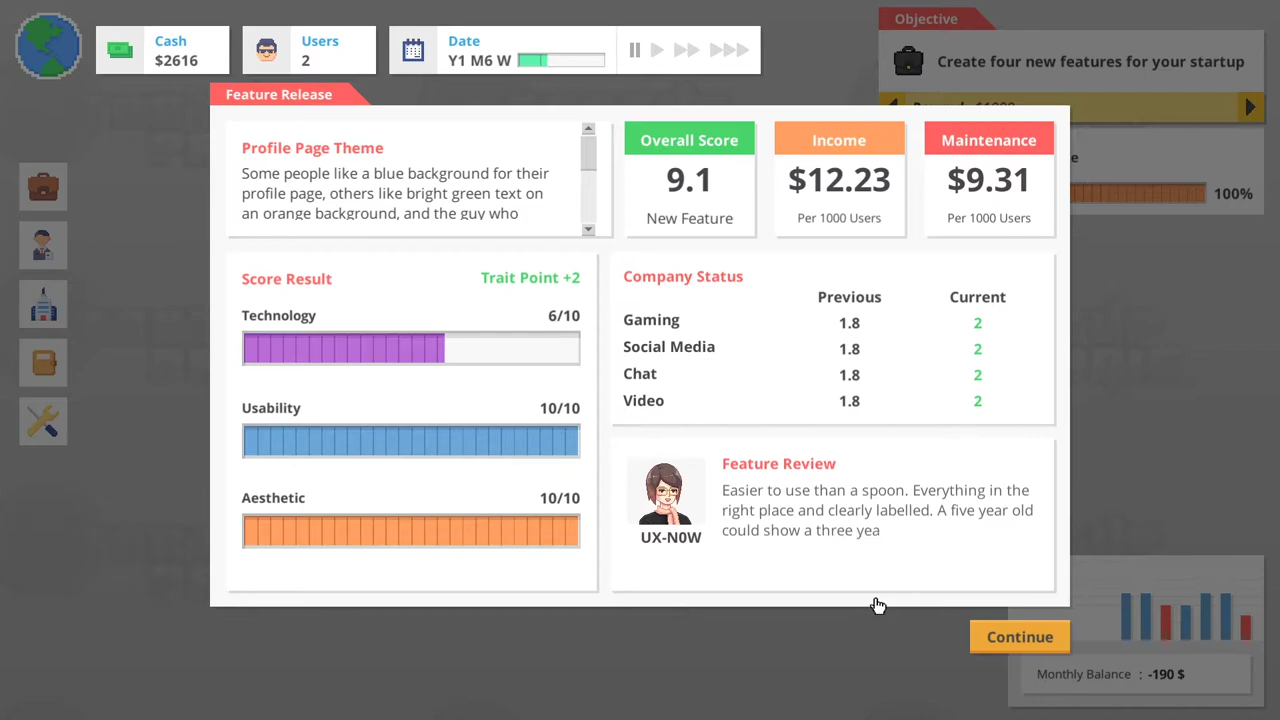 Cash
$2616
Users
2
Date
Y1 M6 W
Objective
Create four new features for your startup
Feature Release
Profile Page Theme
Some people like a blue background for their
profile page, others like bright green text on
an orange background, and the guy who
Overall Score
9.1
New Feature
Income
$12.23
Per 1000 Users
Maintenance
$9.31
Per 1000 Users
100%
Score Result
Trait Point +2
Technology
6/10
Usability
10/10
Aesthetic
10/10
Company Status
Previous Current
Gaming 1.8 2
Social Media 1.8 2
Chat 1.8 2
Video 1.8 2
Feature Review
Easier to use than a spoon. Everything in the
right place and clearly labelled. A five year old
could show a three yea
UX-N0W
Continue
Monthly Balance : -190 $